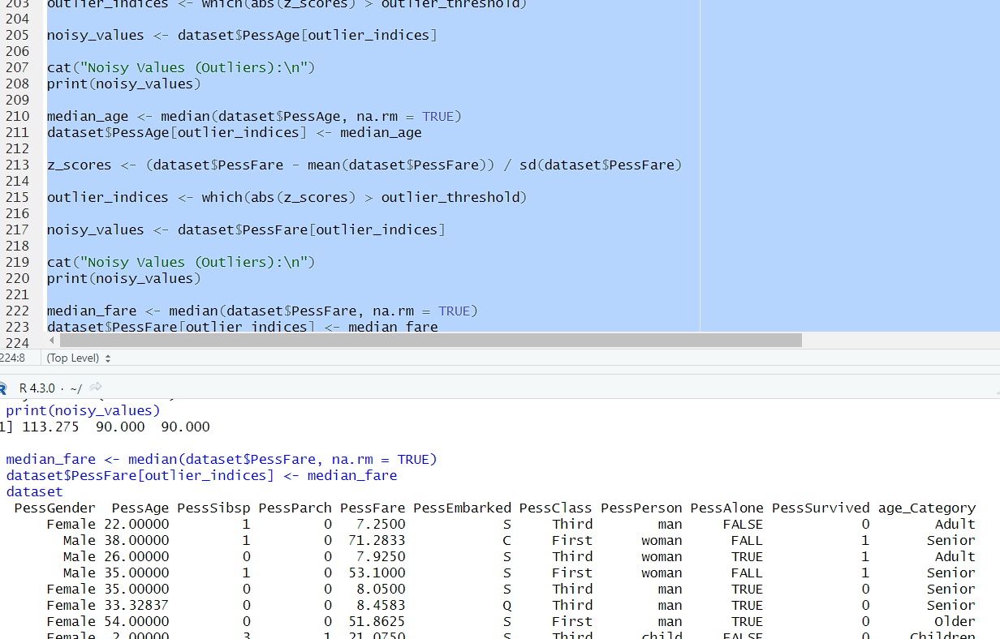 203 outlier_indices <- which(abs(z_scores) > outlier_threshold)
204
205 noisy_values <- dataset$PessAge[outlier_indices]
206
207 cat("Noisy Values (Outliers):\n")
208 print(noisy_values)
209
210 median_age <- median(dataset$PessAge, na.rm = TRUE)
211 dataset$PessAge[outlier_indices] <- median_age
212
213 z_scores <- (dataset$PessFare - mean(dataset$PessFare)) / sd(dataset$PessFare)
214
215 outlier_indices <- which(abs(z_scores) > outlier_threshold)
216
217 noisy_values <- dataset$PessFare[outlier_indices]
218
219 cat("Noisy Values (Outliers):\n")
220 print(noisy_values)
221
222 median_fare <- median(dataset$PessFare, na.rm = TRUE)
223 dataset$PessFare[outlier_indices] <- median_fare
224
224:8 (Top Level)
R 4.3.0 · ~/
print(noisy_values)
1] 113.275 90.000 90.000
median_fare <- median(dataset$PessFare, na.rm = TRUE)
dataset$PessFare[outlier_indices] <- median_fare
dataset
PessGender PessAge PessSibsp PessParch PessFare PessEmbarked PessClass PessPerson PessAlone PessSurvived age_Category
Female 22.00000 1 0 7.2500 S Third man FALSE 0 Adult
Male 38.00000 1 0 71.2833 C First woman FALL 1 Senior
Male 26.00000 0 0 7.9250 S Third woman TRUE 1 Adult
Male 35.00000 1 0 53.1000 S First woman FALL 1 Senior
Female 35.00000 0 0 8.0500 S Third man TRUE 0 Senior
Female 33.32837 0 0 8.4583 Q Third man TRUE 0 Senior
Female 54.00000 0 0 51.8625 S First man TRUE 0 Older
Female 2.00000 3 1 21.0750 S Third child FALSE 0 Children